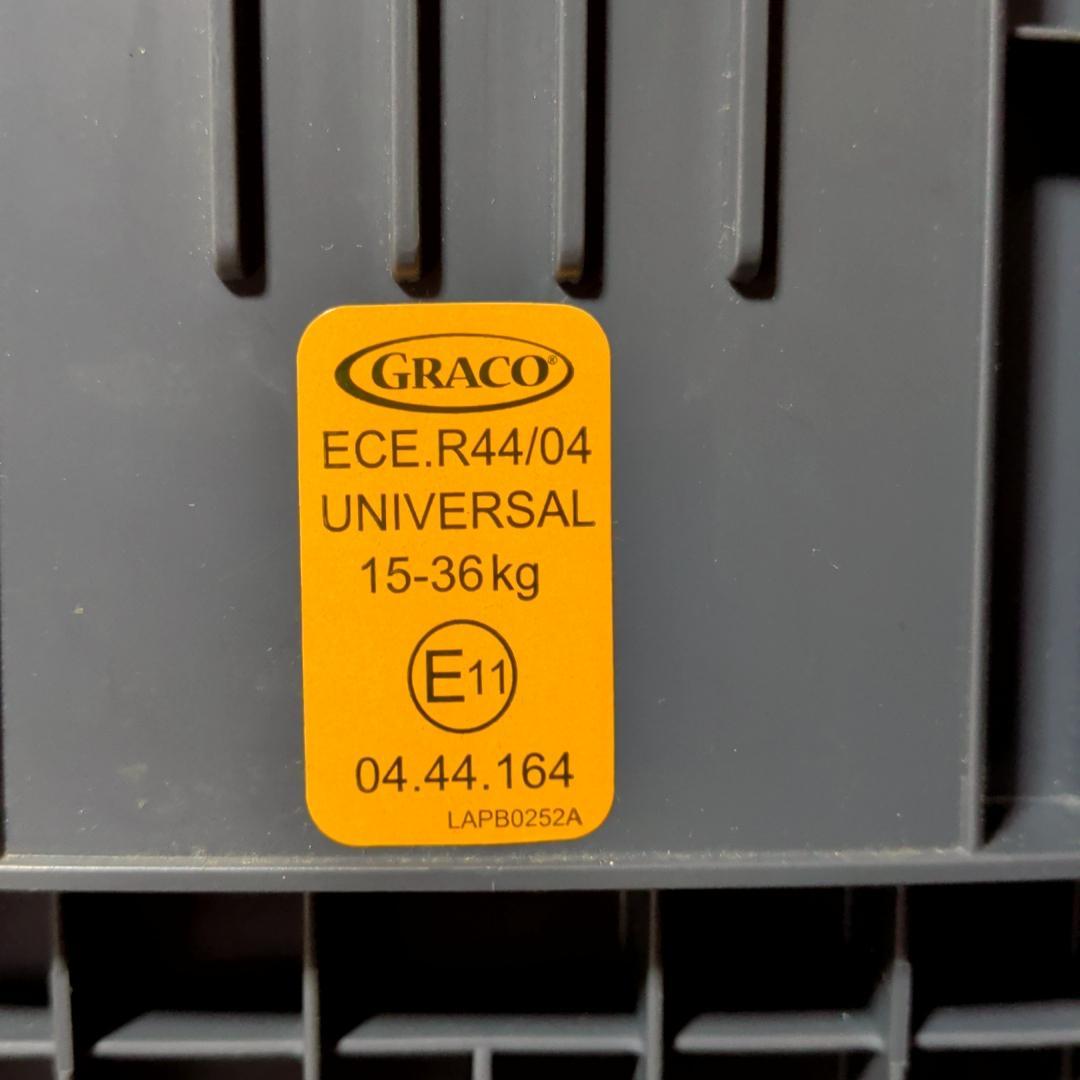 GRACO®
ECE.R44/04
UNIVERSAL
15-36kg
E11
04.44.164
LAPB0252A